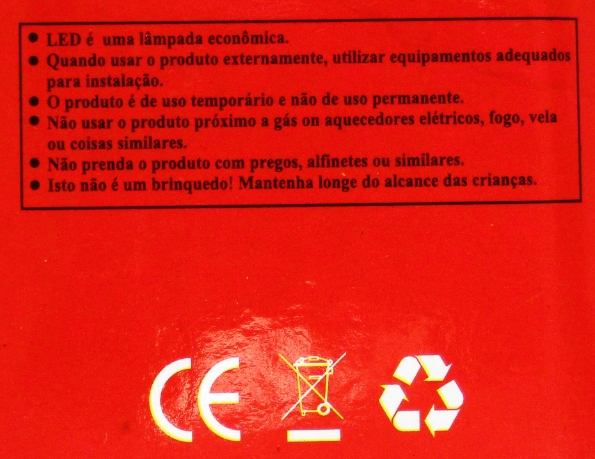 ● LED é uma lâmpada econômica.
● Quando usar o produto externamente, utilizar equipamentos adequados
para instalação.
● O produto é de uso temporário e não de uso permanente.
● Não usar o produto próximo a gás on aquecedores elétricos, fogo, vela
ou coisas similares.
● Não prenda o produto com pregos, alfinetes ou similares.
● Isto não é um brinquedo! Mantenha longe do alcance das crianças.
CE